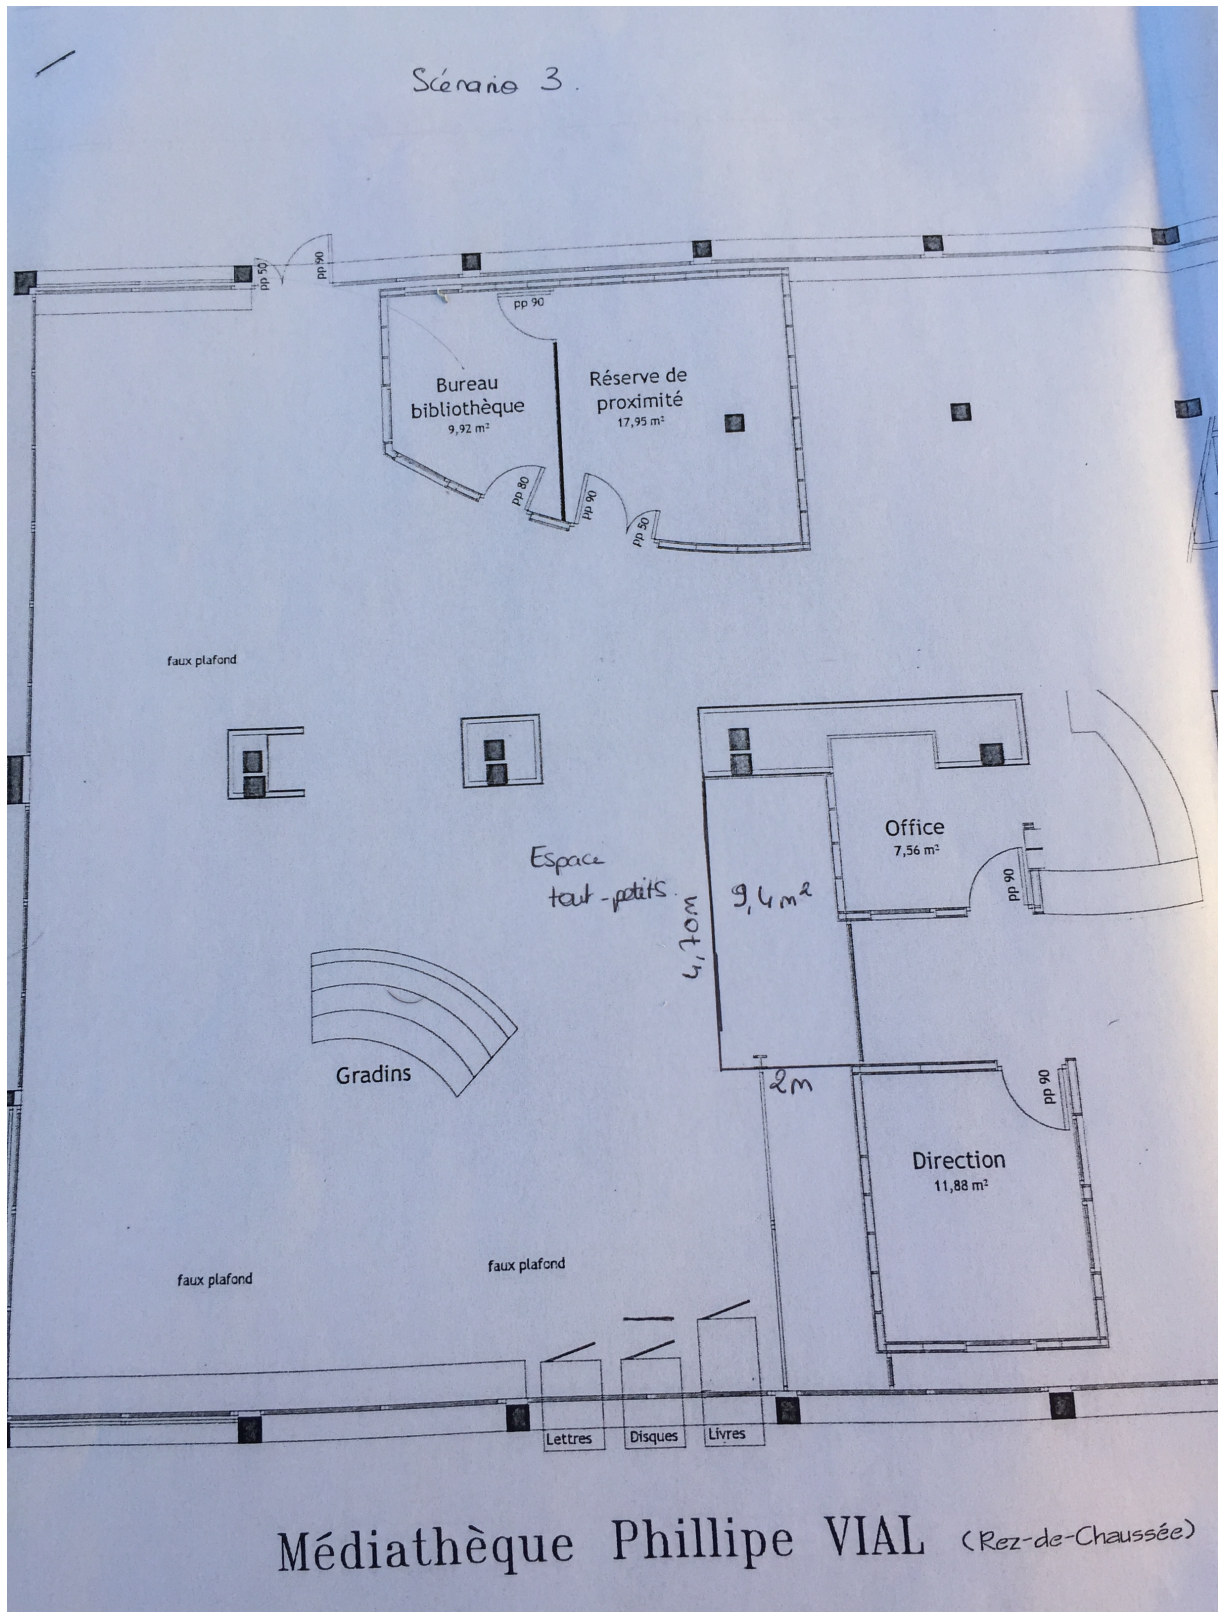 Scénario 3.
pp 50
pp 90
pp 90
Bureau
bibliothèque
9,92 m²
Réserve de
proximité
17,95 m²
pp 80
pp 90
pp 50
faux plafond
Office
7,56 m²
pp 90
Espace
tout-petits.
9,4m²
4,70m
Gradins
2m
pp 90
Direction
11,88 m²
faux plafond
faux plafond
Lettres
Disques
Livres
Médiathèque Phillipe VIAL (Rez-de-Chaussée)